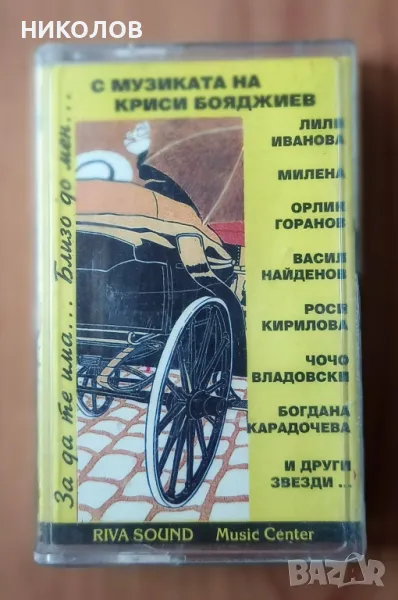 НИКОЛОВ
С МУЗИКАТА НА
КРИСИ БОЯДЖИЕВ
За да те има... Близо до мен...
ЛИЛИ
ИВАНОВА
МИЛЕНА
ОРЛИН
ГОРАНОВ
ВАСИЛ
НАЙДЕНОВ
РОСИ
КИРИЛОВА
ЧОЧО
ВЛАДОВСКИ
БОГДАНА
КАРАДОЧЕВА
И ДРУГИ
ЗВЕЗДИ ...
RIVA SOUND Music Center
BAZAR